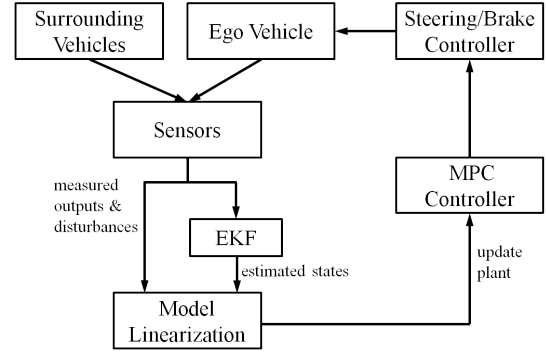 Surrounding
Vehicles
Ego Vehicle
Steering/Brake
Controller
Sensors
measured
outputs &
disturbances
MPC
Controller
EKF
estimated states
update
plant
Model
Linearization